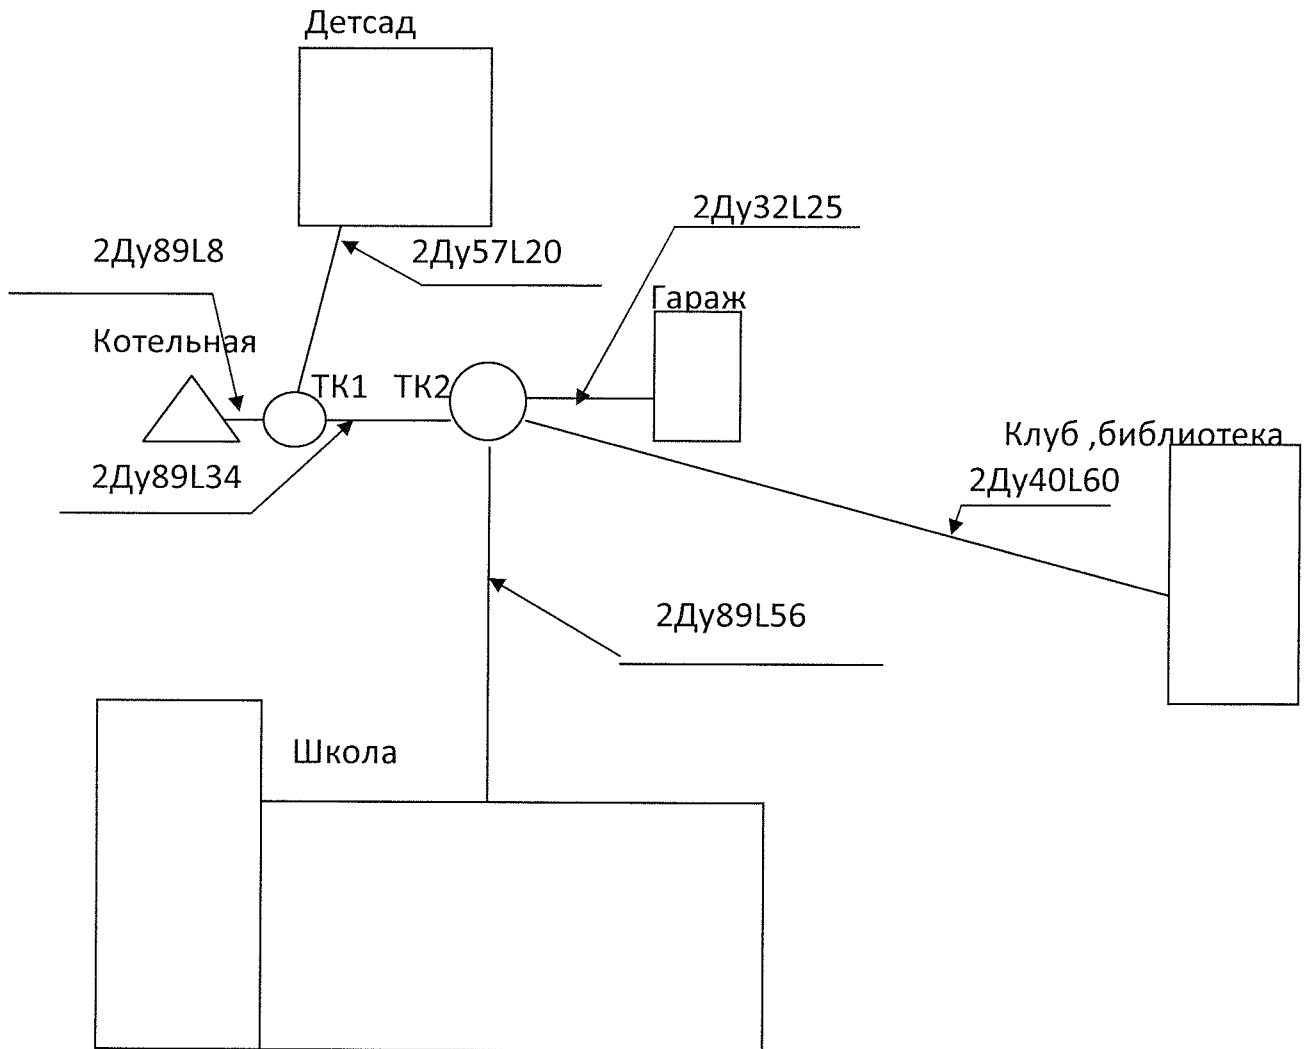 Детсад
2Ду32L25
2Ду89L8
2Ду57L20
Гараж
Котельная
ТК1
ТК2
Клуб ,библиотека
2Ду89L34
2Ду40L60
2Ду89L56
Школа